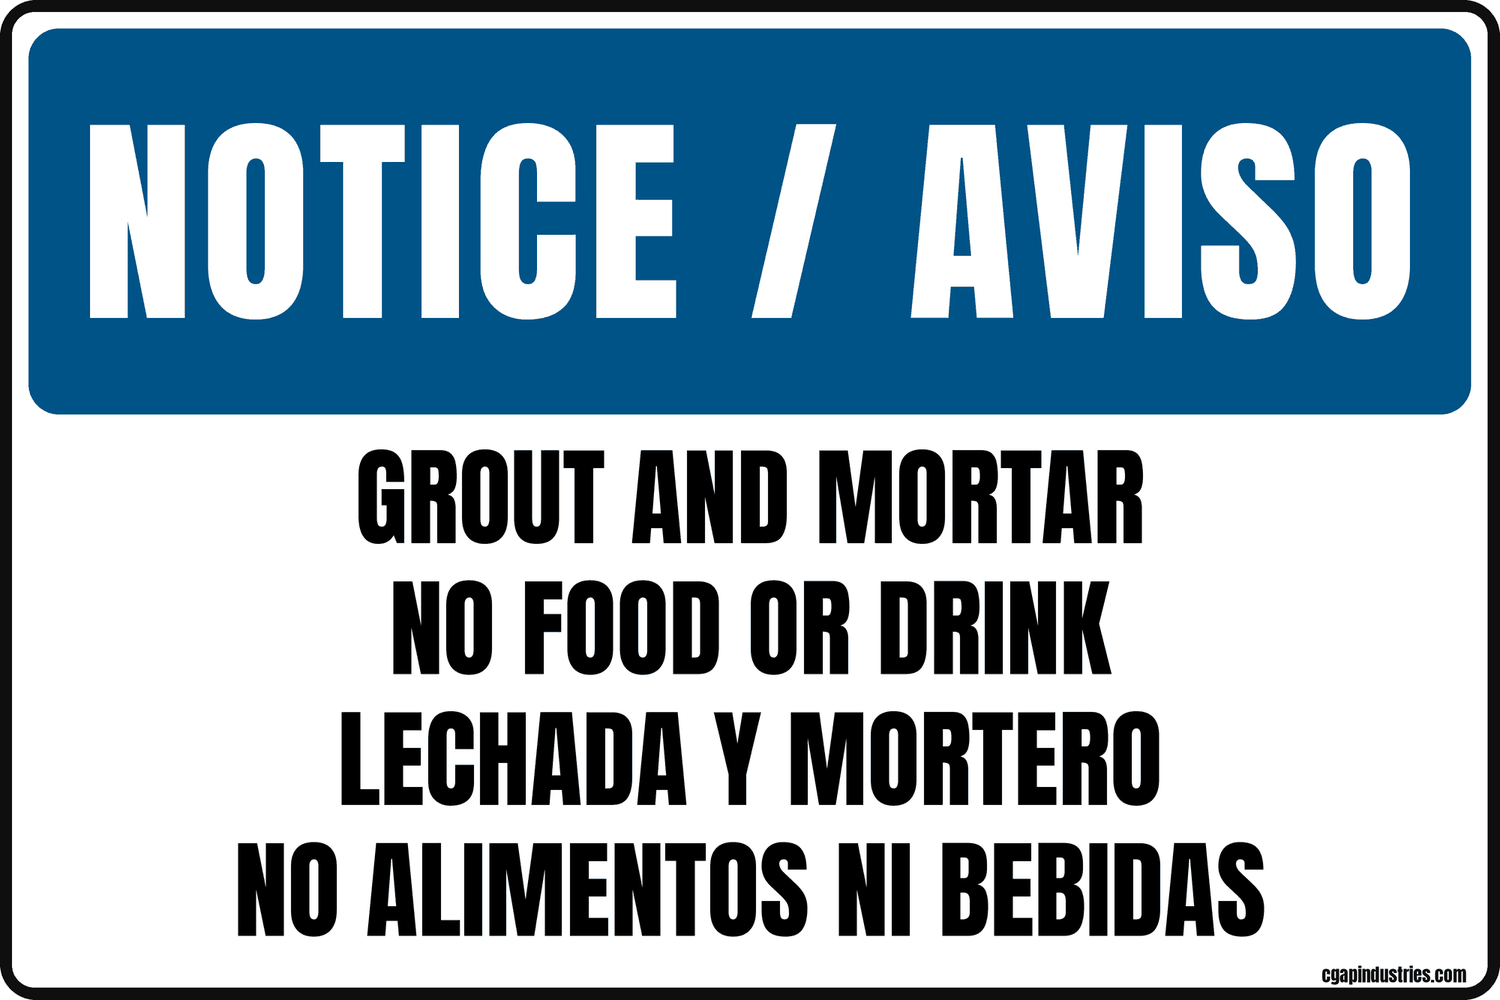 NOTICE / AVISO
GROUT AND MORTAR
NO FOOD OR DRINK
LECHADA Y MORTERO
NO ALIMENTOS NI BEBIDAS
cgapindustries.com